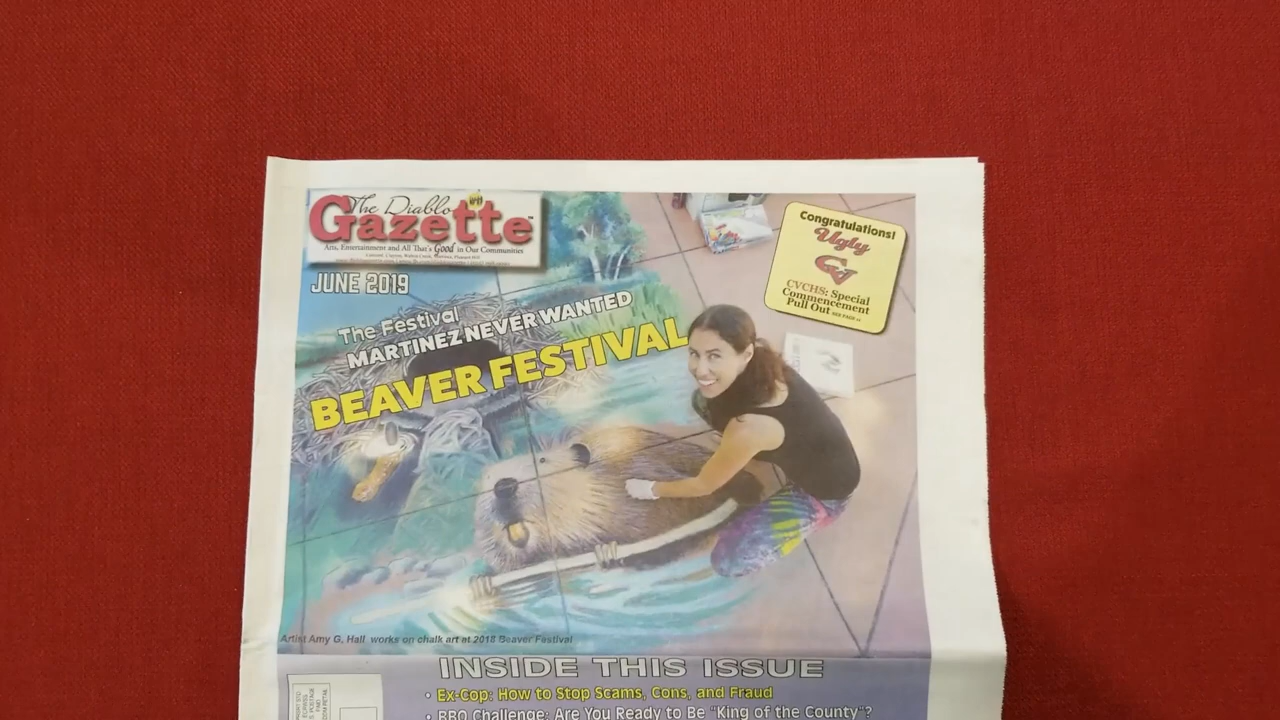 The Diablo
Gazette
Arts, Entertainment and All That's Good in Our Communities
JUNE 2019
Congratulations!
Ugly
CV
CVCHS: Special
Commencement
Pull Out SEE PAGE
The Festival
MARTINEZ NEVER WANTED
BEAVER FESTIVAL
Artist Amy G. Hall works on chalk art at 2018 Beaver Festival
INSIDE THIS ISSUE
• Ex-Cop: How to Stop Scams, Cons, and Fraud
• BBQ Challenge: Are You Ready to Be "King of the County"?